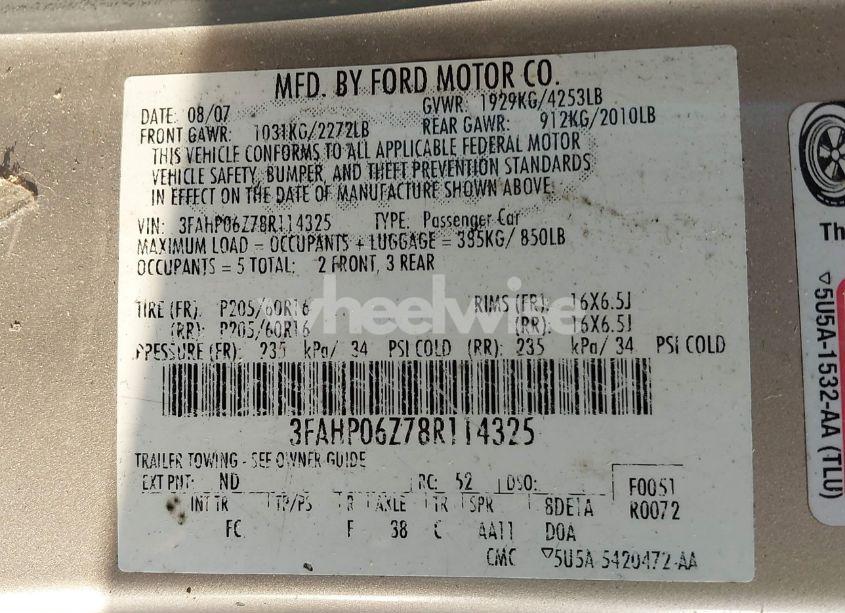 MFD. BY FORD MOTOR CO.
DATE: 08/07 GVWR: 1929KG/4253LB
FRONT GAWR: 1031KG/2272LB REAR GAWR: 912KG/2010LB
THIS VEHICLE CONFORMS TO ALL APPLICABLE FEDERAL MOTOR
VEHICLE SAFETY, BUMPER, AND THEFT PREVENTION STANDARDS
IN EFFECT ON THE DATE OF MANUFACTURE SHOWN ABOVE.
VIN: 3FAHP06Z78R114325 TYPE: Passenger Car
MAXIMUM LOAD = OCCUPANTS + LUGGAGE = 385KG/ 850LB
OCCUPANTS = 5 TOTAL: 2 FRONT, 3 REAR
wheelwire
TIRE (FR): P205/60R16 RIMS (FR): 16X6.5J
(RR): P205/60R16 (RR): 16X6.5J
PRESSURE (FR): 235 kPa/ 34 PSI COLD (RR): 235 kPa/ 34 PSI COLD
3FAHP06Z78R114325
TRAILER TOWING - SEE OWNER GUIDE
EXT PNT: ND RC: 52 DSO: F0051
INT TR TP/PS R AXLE TR SPR 8DE1A R0072
FC F 38 C AA11 D0A
CMC ▽5U5A-5420472-AA
Th
▽5U5A-1532-AA (TLU)